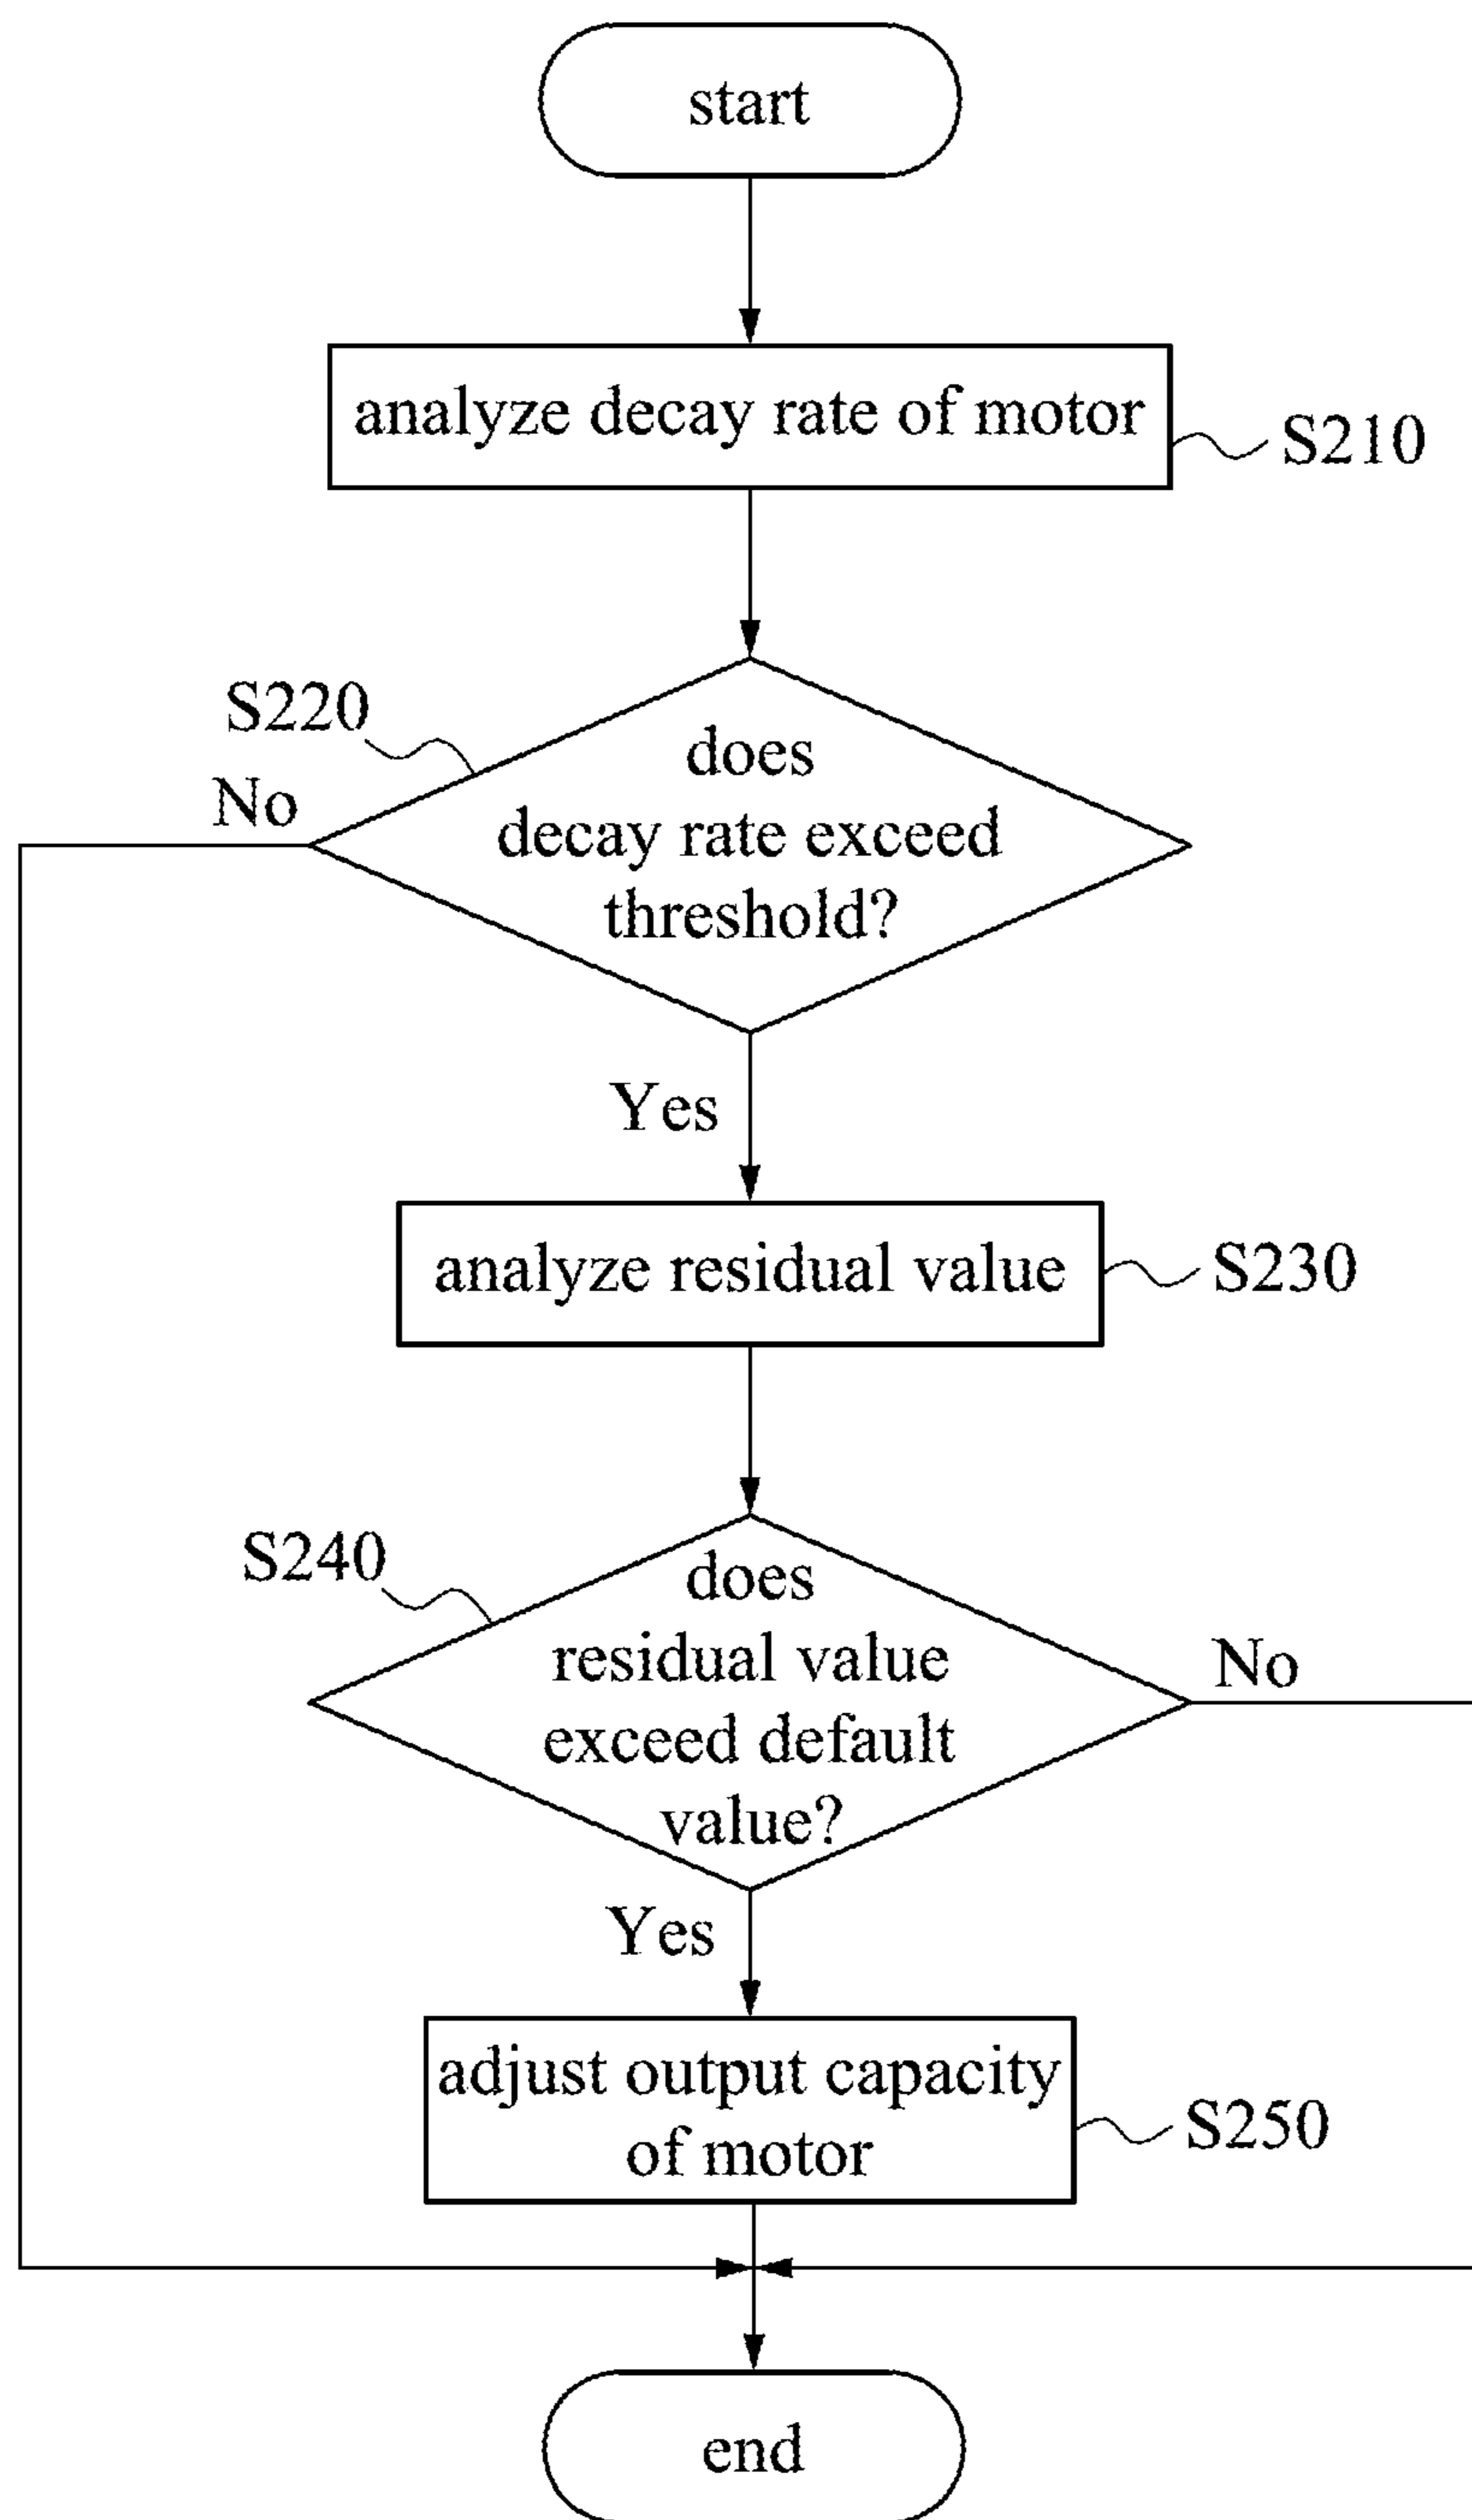 start
analyze decay rate of motor
S210
S220
No
does
decay rate exceed
threshold?
Yes
analyze residual value
S230
S240
does
residual value
exceed default
value?
No
Yes
adjust output capacity
of motor
S250
end